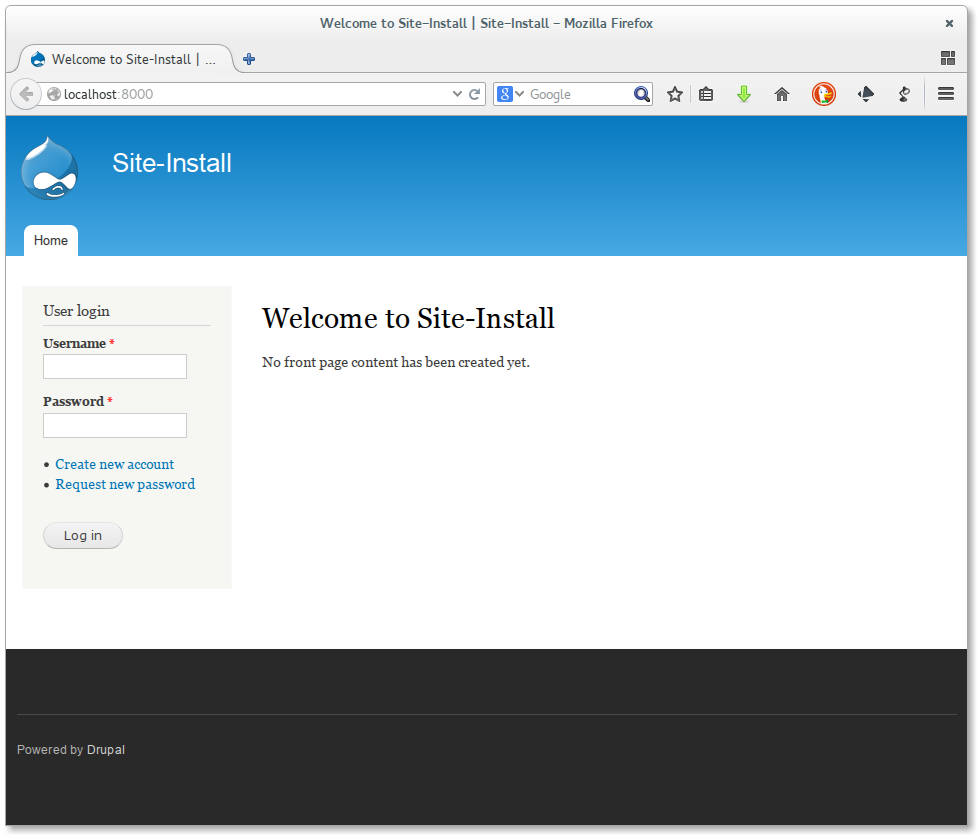 Welcome to Site-Install | Site-Install - Mozilla Firefox
Welcome to Site-Install | ...
localhost:8000
8 Google
Site-Install
Home
User login
Username *
Password *
Create new account
Request new password
Log in
Welcome to Site-Install
No front page content has been created yet.
Powered by Drupal